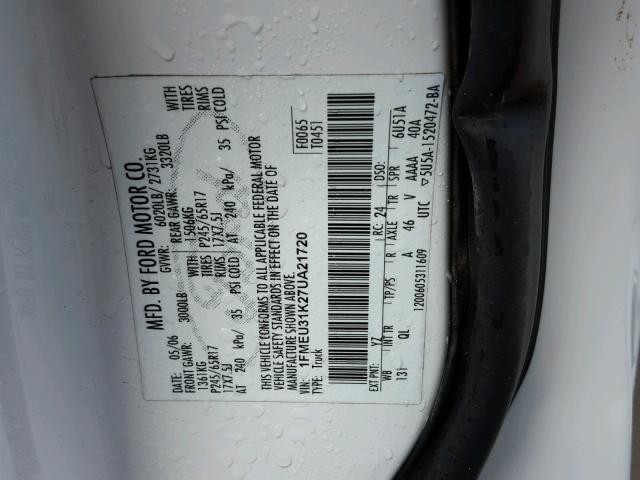 MFD. BY FORD MOTOR CO.
05/06 GVWR: 6020LB/ 2731KG
FRONT GAWR: 3000LB REAR GAWR: 3320LB
1361KG 1506KG
P245/65R17 WITH TIRES P245/65R17 WITH TIRES
17X7.5J RIMS 17X7.5J RIMS
AT 240 kPa/ 35 PSI COLD AT 240 kPa/ 35 PSI COLD
THIS VEHICLE CONFORMS TO ALL APPLICABLE FEDERAL MOTOR
VEHICLE SAFETY STANDARDS IN EFFECT ON THE DATE OF
MANUFACTURE SHOWN ABOVE.
VIN: 1FMEU31K27UA21720 F0065
TYPE: Truck T0451
EXT PNT: YZ RC: 24 DSO:
WB INT TR TP/PS R AXLE TR SPR 6U51A
131 QL A 46 V AAAA 40A
1200605311609 UTC ▽5U5A-1520472-BA